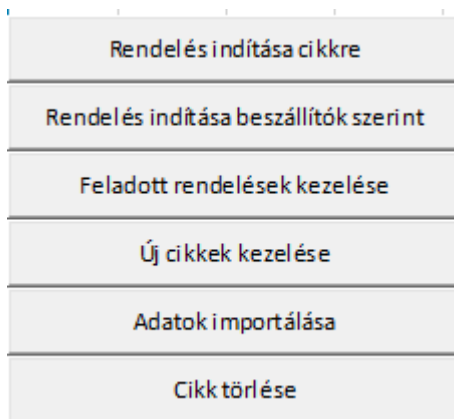 Rendelés indítása cikkre
Rendelés indítása beszállítók szerint
Feladott rendelések kezelése
Új cikkek kezelése
Adatok importálása
Cikk törlése